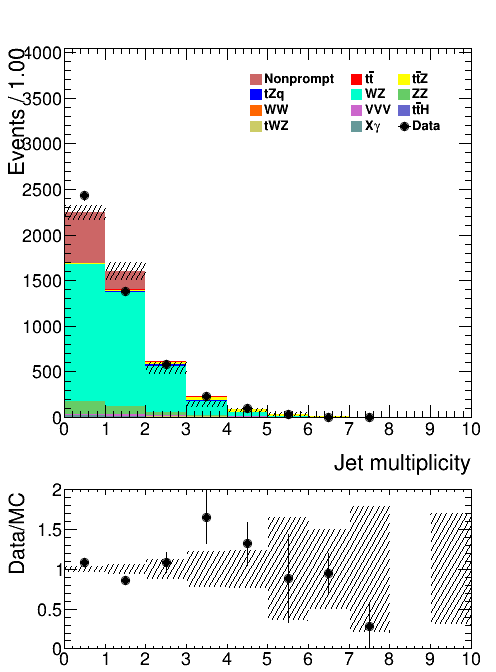 4000
3500
3000
2500
2000
1500
1000
500
0
Events / 1.00
Nonprompt tt̄ tt̄Z
tZq WZ ZZ
WW VVV tt̄H
tWZ Xγ Data
0 1 2 3 4 5 6 7 8 9 10
Jet multiplicity
Data/MC
2
1.5
1
0.5
0
0 1 2 3 4 5 6 7 8 9 10